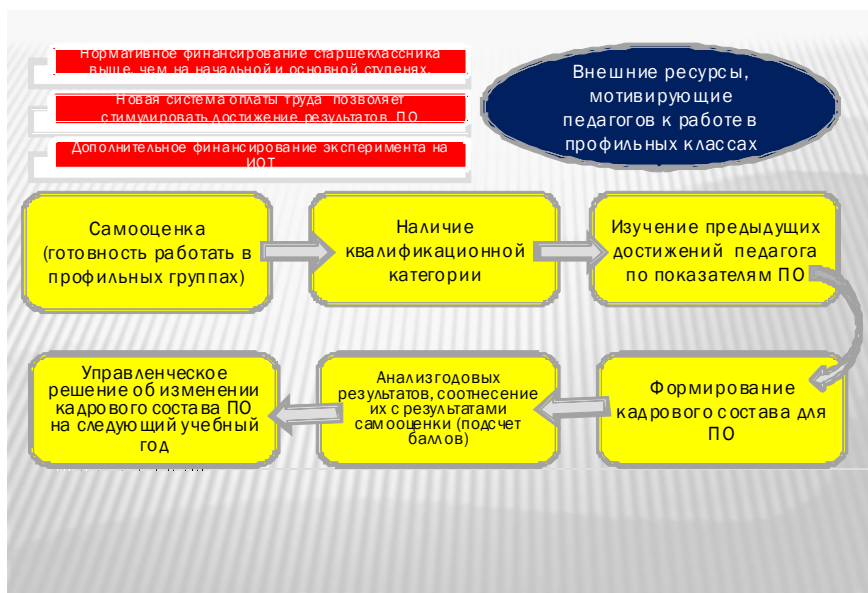 Нормативное финансирование старшеклассника
выше, чем на начальной и основной ступенях.
Новая система оплаты труда позволяет
стимулировать достижение результатов ПО
Дополнительное финансирование эксперимента на
ИОТ
Внешние ресурсы,
мотивирующие
педагогов к работе в
профильных классах
Самооценка
(готовность работать в
профильных группах)
Наличие
квалификационной
категории
Изучение предыдущих
достижений педагога
по показателям ПО
Формирование
кадрового состава для
ПО
Анализ годовых
результатов, соотнесение
их с результатами
самооценки (подсчет
баллов)
Управленческое
решение об изменении
кадрового состава ПО
на следующий учебный
год